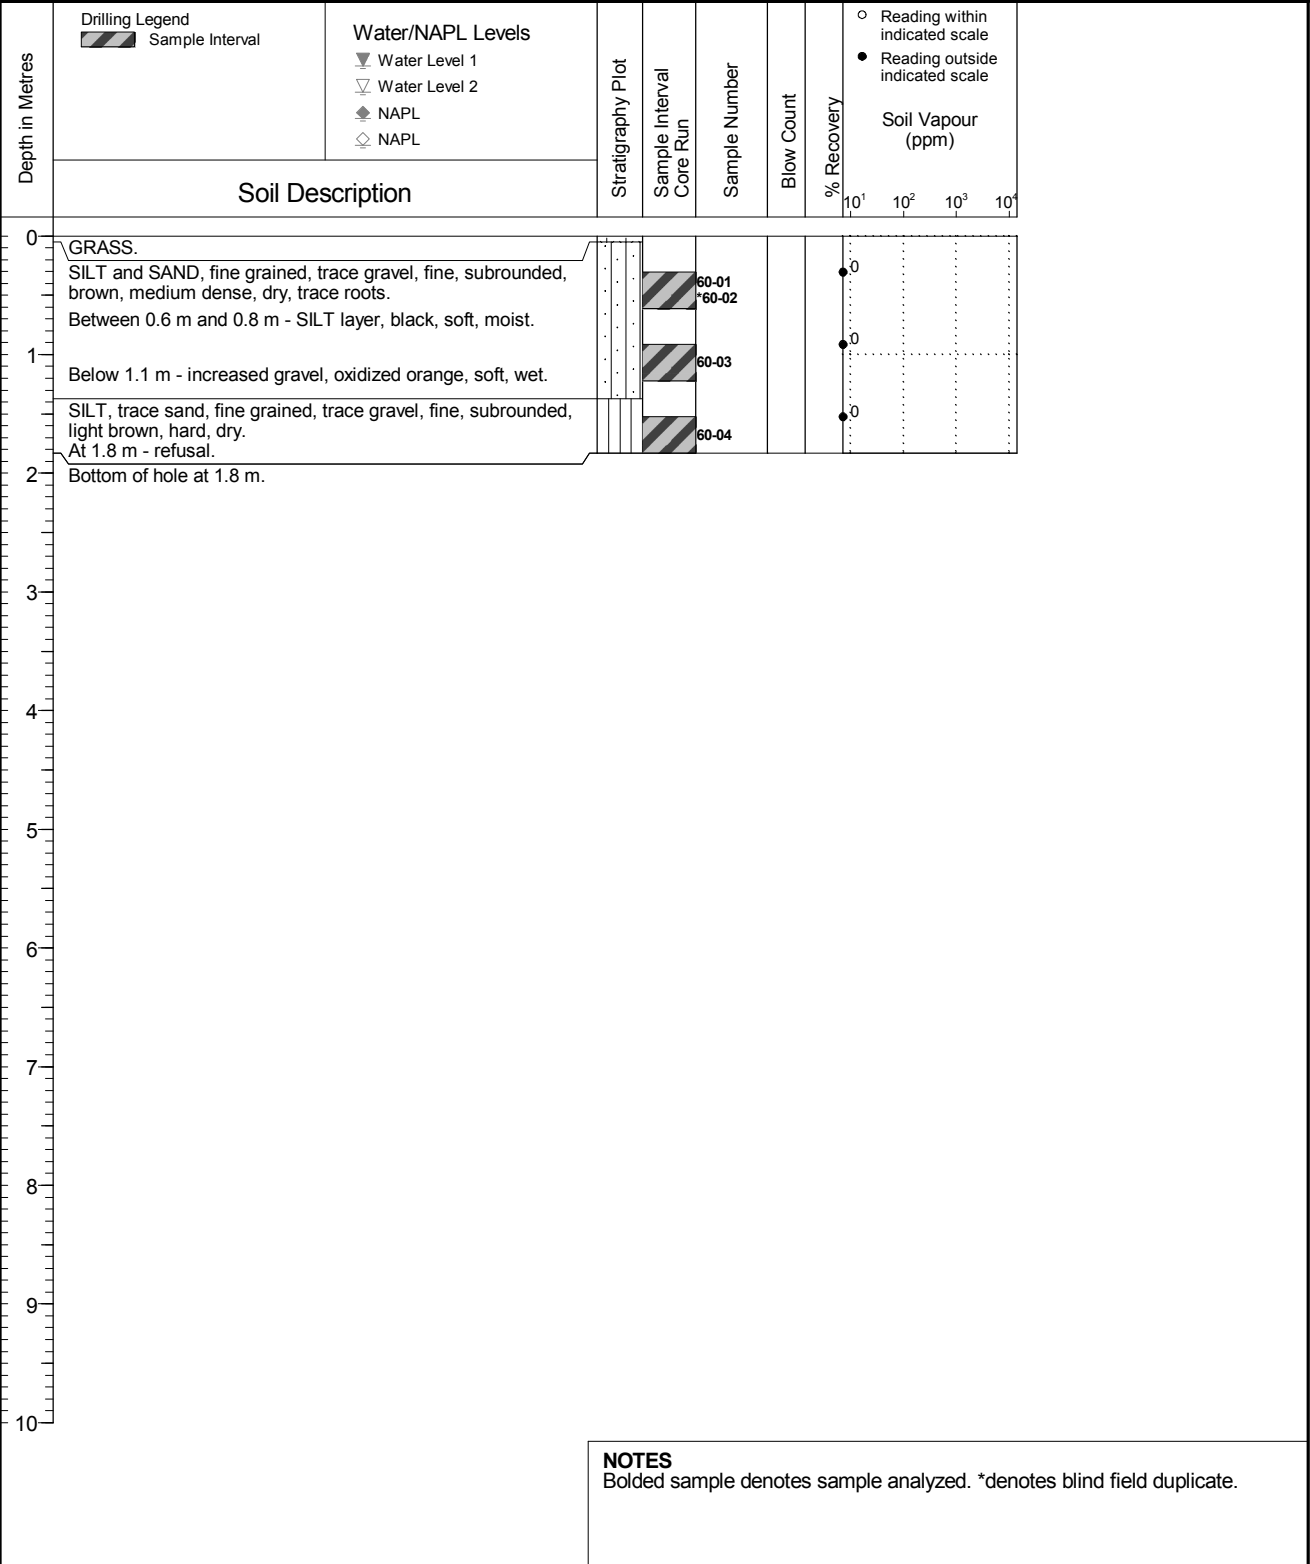 Drilling Legend
Sample Interval
Water/NAPL Levels
Water Level 1
Water Level 2
NAPL
NAPL
Depth in Metres
Soil Description
Stratigraphy Plot
Sample Interval
Core Run
Sample Number
Blow Count
% Recovery
Reading within
indicated scale
Reading outside
indicated scale
Soil Vapour
(ppm)
10¹ 10² 10³ 10⁴
0
GRASS.
SILT and SAND, fine grained, trace gravel, fine, subrounded,
brown, medium dense, dry, trace roots.
60-01
*60-02
0
Between 0.6 m and 0.8 m - SILT layer, black, soft, moist.
1
Below 1.1 m - increased gravel, oxidized orange, soft, wet.
60-03
0
SILT, trace sand, fine grained, trace gravel, fine, subrounded,
light brown, hard, dry.
At 1.8 m - refusal.
60-04
0
2
Bottom of hole at 1.8 m.
3
4
5
6
7
8
9
10
NOTES
Bolded sample denotes sample analyzed. *denotes blind field duplicate.